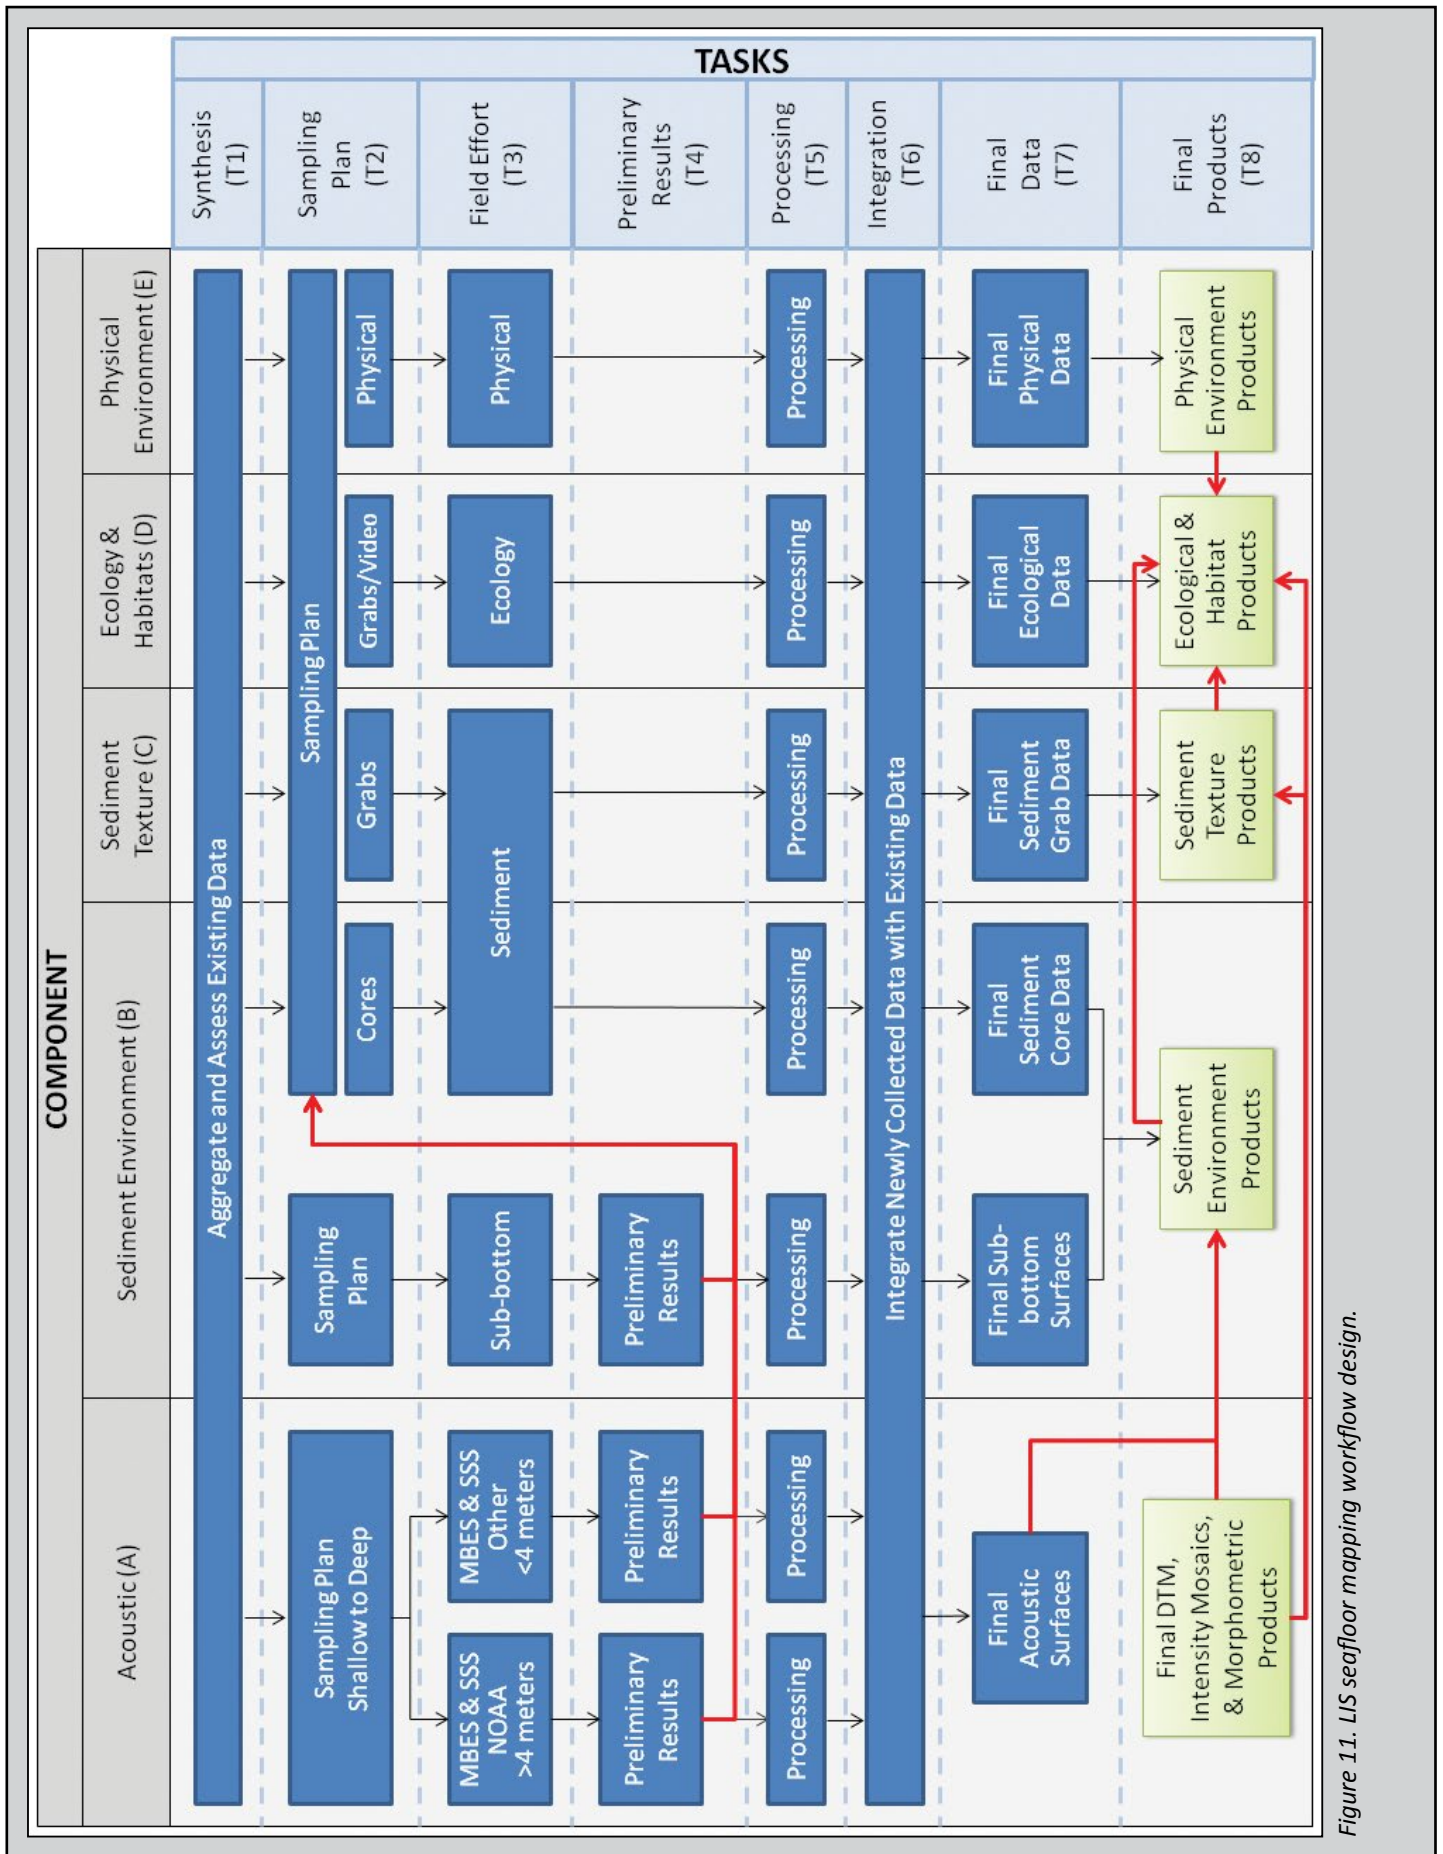 COMPONENT
Acoustic (A)
Sediment Environment (B)
Sediment
Texture (C)
Ecology &
Habitats (D)
Physical
Environment (E)
TASKS
Synthesis
(T1)
Aggregate and Assess Existing Data
Sampling
Plan
(T2)
Sampling Plan
Shallow to Deep
Sampling
Plan
Sampling Plan
Cores
Grabs
Grabs/Video
Physical
Field Effort
(T3)
MBES & SSS
NOAA
>4 meters
MBES & SSS
Other
<4 meters
Sub-bottom
Sediment
Ecology
Physical
Preliminary
Results
(T4)
Preliminary
Results
Preliminary
Results
Preliminary
Results
Processing
(T5)
Processing
Processing
Processing
Processing
Processing
Processing
Processing
Integration
(T6)
Integrate Newly Collected Data with Existing Data
Final
Data
(T7)
Final
Acoustic
Surfaces
Final Sub-
bottom
Surfaces
Final
Sediment
Core Data
Final
Sediment
Grab Data
Final
Ecological
Data
Final
Physical
Data
Final
Products
(T8)
Final DTM,
Intensity Mosaics,
& Morphometric
Products
Sediment
Environment
Products
Sediment
Texture
Products
Ecological &
Habitat
Products
Physical
Environment
Products
Figure 11. LIS seafloor mapping workflow design.